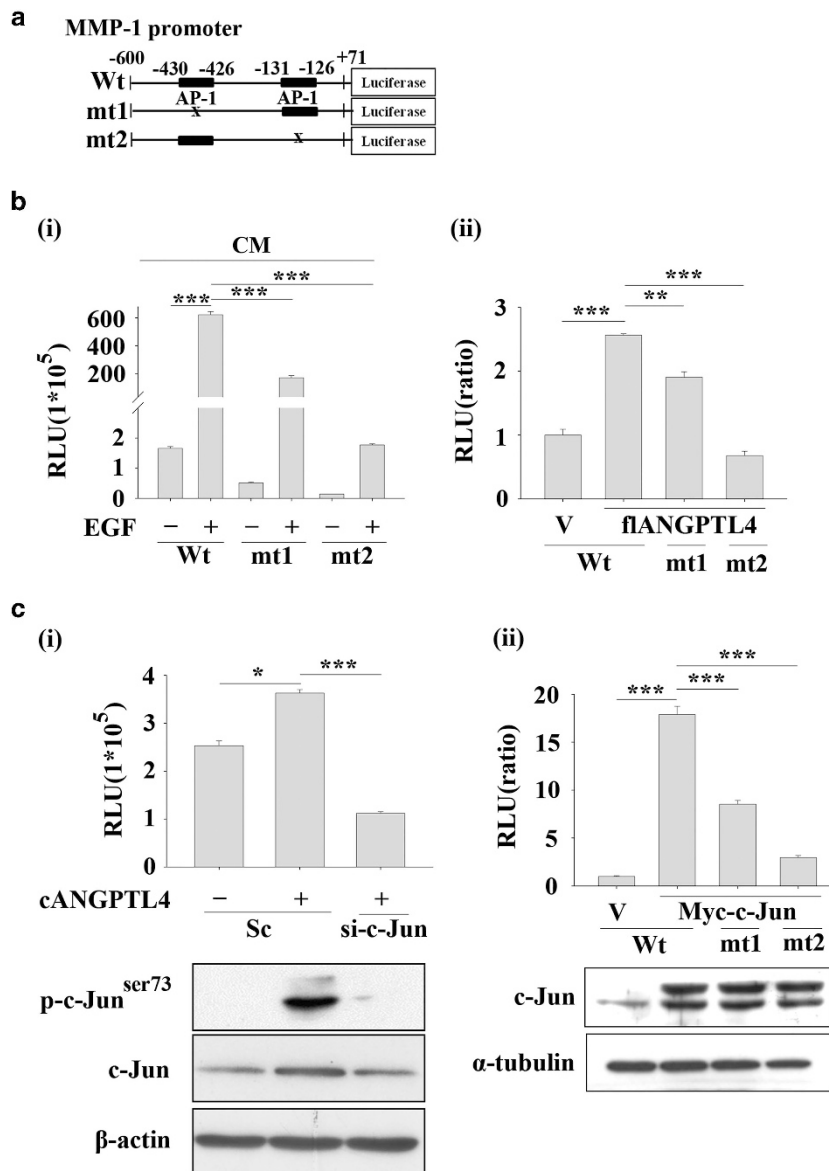 a
MMP-1 promoter
-600 -430 -426 -131 -126 +71
Wt Luciferase
AP-1 AP-1
mt1 x Luciferase
mt2 x Luciferase
b
(i)
CM
*** *** ***
RLU(1*10^5)
600
400
200
2
1
0
EGF − + − + − +
Wt mt1 mt2
(ii)
*** ** ***
RLU(ratio)
3
2
1
0
V flANGPTL4
Wt mt1 mt2
c
(i)
* ***
RLU(1*10^5)
4
3
2
1
0
cANGPTL4 − + +
Sc si-c-Jun
p-c-Jun^ser73
c-Jun
β-actin
(ii)
*** *** ***
RLU(ratio)
20
15
10
5
0
V Myc-c-Jun
Wt mt1 mt2
c-Jun
α-tubulin